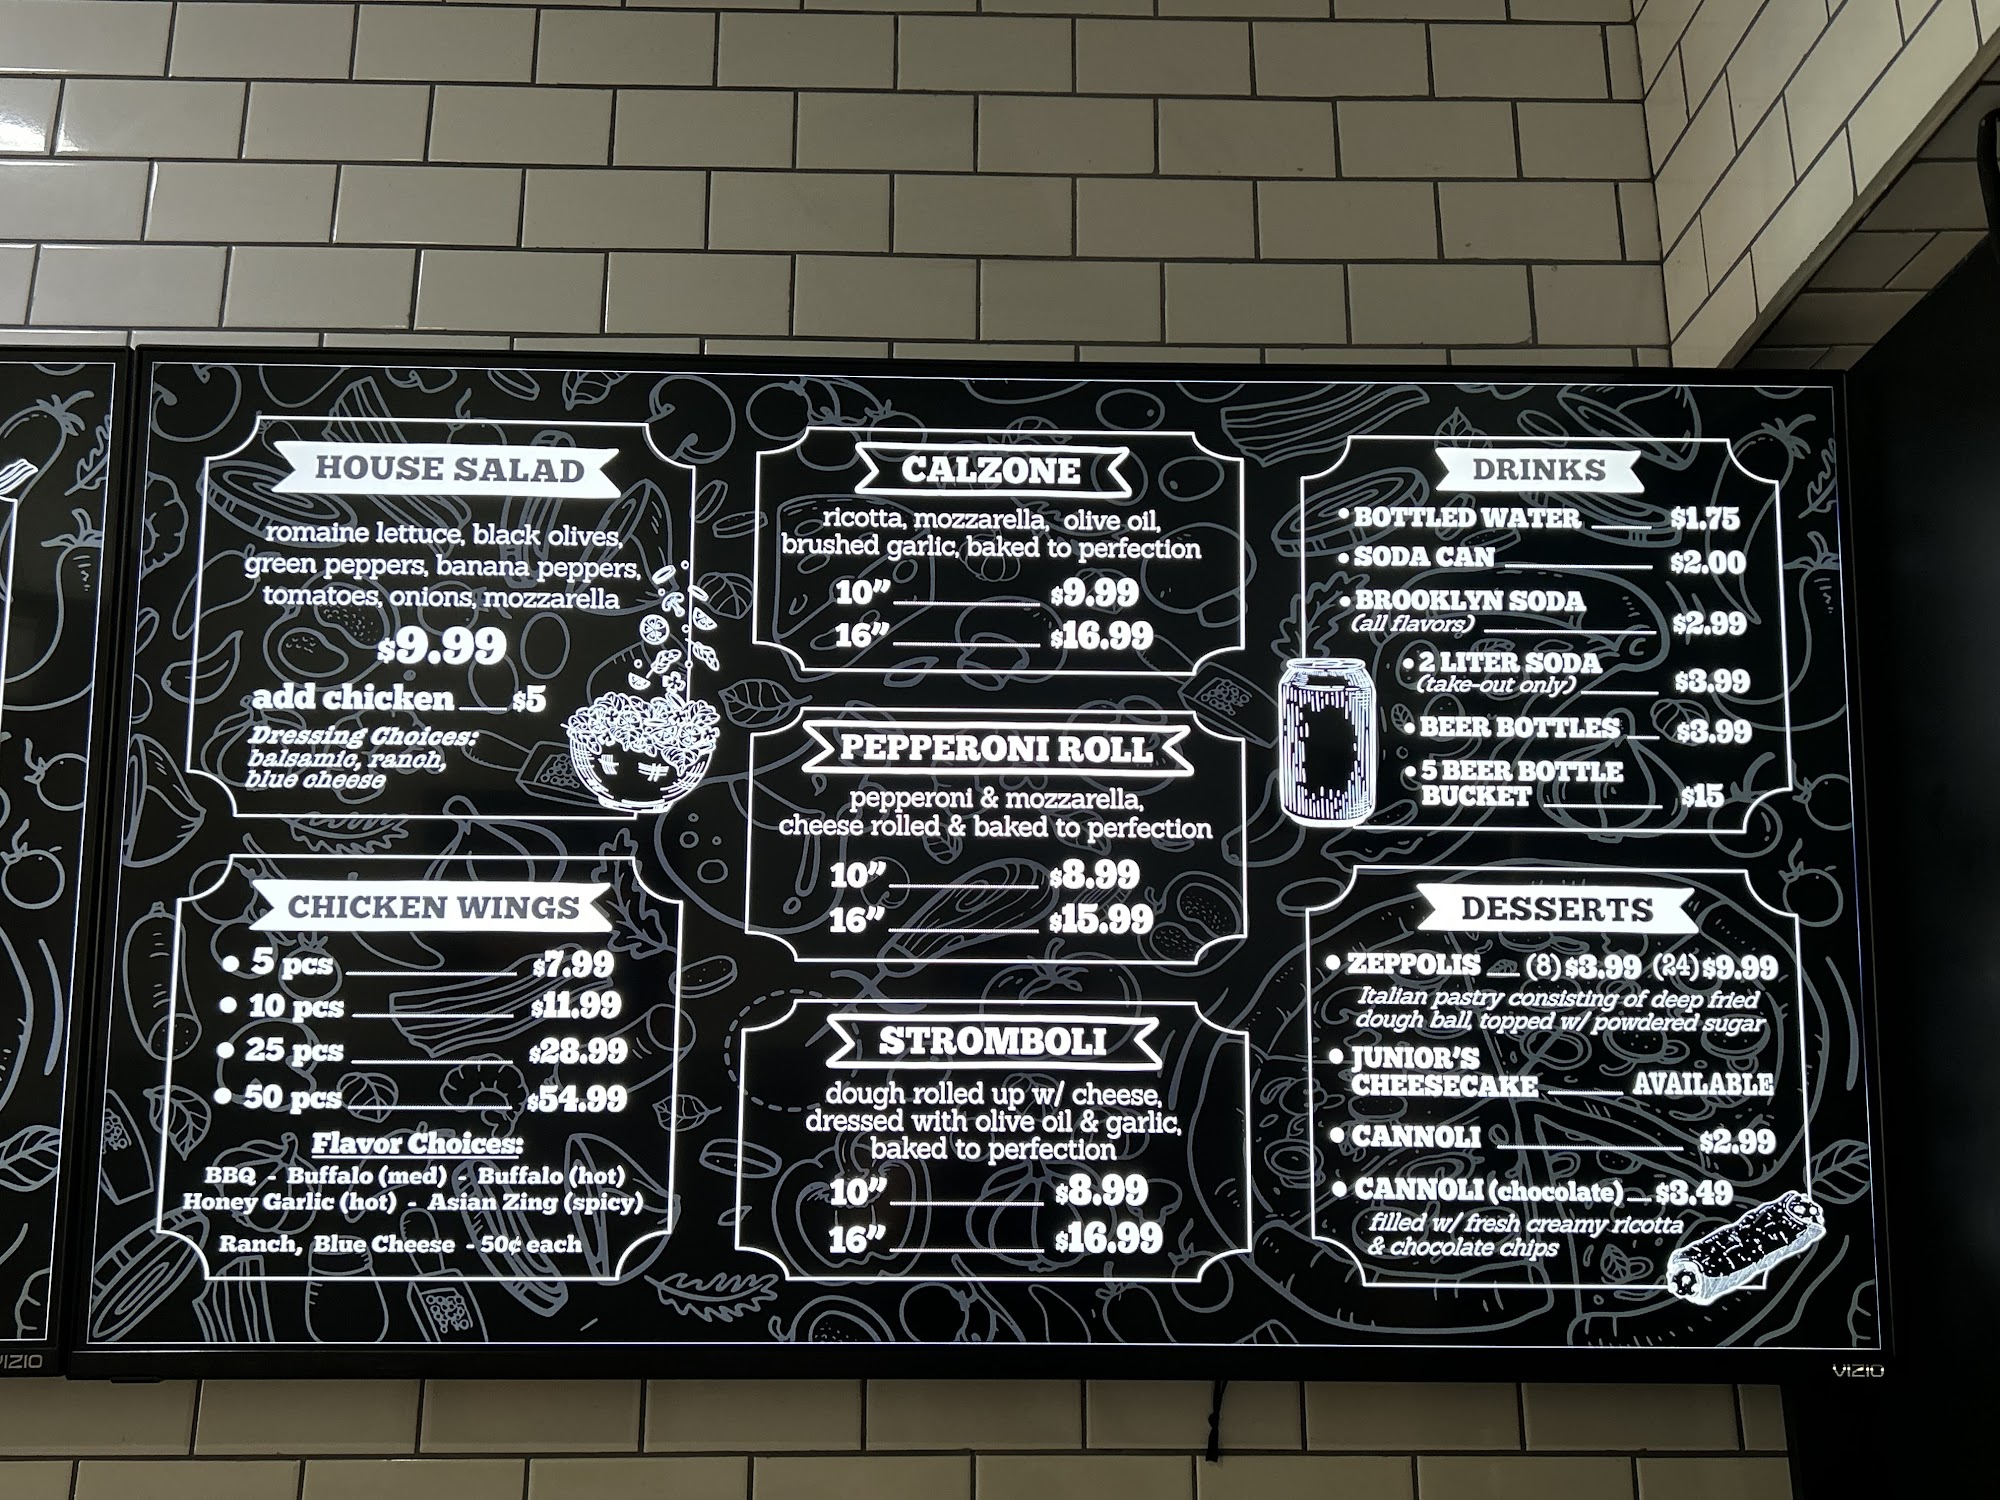 HOUSE SALAD
romaine lettuce, black olives,
green peppers, banana peppers,
tomatoes, onions, mozzarella
$9.99
add chicken $5
Dressing Choices:
balsamic, ranch,
blue cheese
CHICKEN WINGS
• 5 pcs $7.99
• 10 pcs $11.99
• 25 pcs $28.99
• 50 pcs $54.99
Flavor Choices:
BBQ - Buffalo (med) - Buffalo (hot)
Honey Garlic (hot) - Asian Zing (spicy)
Ranch, Blue Cheese - 50¢ each
CALZONE
ricotta, mozzarella, olive oil,
brushed garlic, baked to perfection
10" $9.99
16" $16.99
PEPPERONI ROLL
pepperoni & mozzarella,
cheese rolled & baked to perfection
10" $8.99
16" $15.99
STROMBOLI
dough rolled up w/ cheese,
dressed with olive oil & garlic,
baked to perfection
10" $8.99
16" $16.99
DRINKS
• BOTTLED WATER $1.75
• SODA CAN $2.00
• BROOKLYN SODA
(all flavors) $2.99
• 2 LITER SODA
(take-out only) $3.99
• BEER BOTTLES $3.99
• 5 BEER BOTTLE
BUCKET $15
DESSERTS
• ZEPPOLIS (8) $3.99 (24) $9.99
Italian pastry consisting of deep fried
dough ball, topped w/ powdered sugar
• JUNIOR'S
CHEESECAKE AVAILABLE
• CANNOLI $2.99
• CANNOLI (chocolate) $3.49
filled w/ fresh creamy ricotta
& chocolate chips
VIZIO
VIZIO